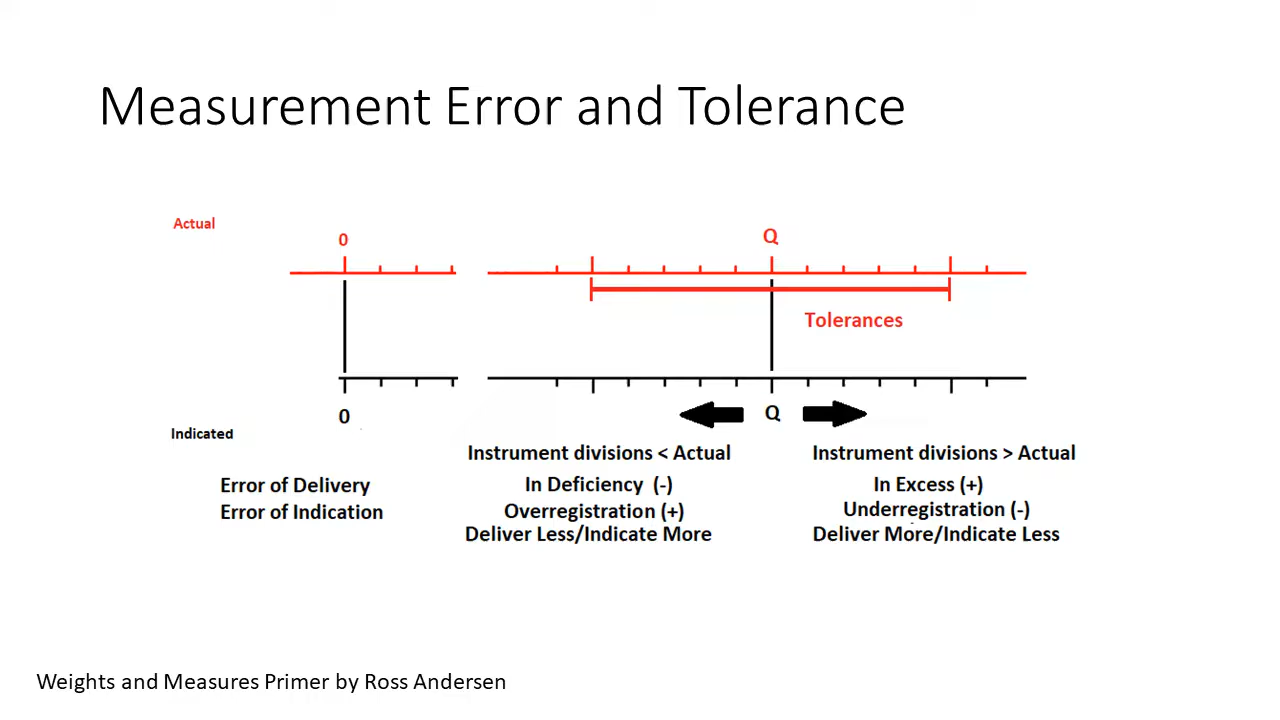 Measurement Error and Tolerance
Actual
0
Q
Tolerances
0
Q
Indicated
Instrument divisions < Actual
Instrument divisions > Actual
Error of Delivery
In Deficiency (-)
In Excess (+)
Error of Indication
Overregistration (+)
Underregistration (-)
Deliver Less/Indicate More
Deliver More/Indicate Less
Weights and Measures Primer by Ross Andersen